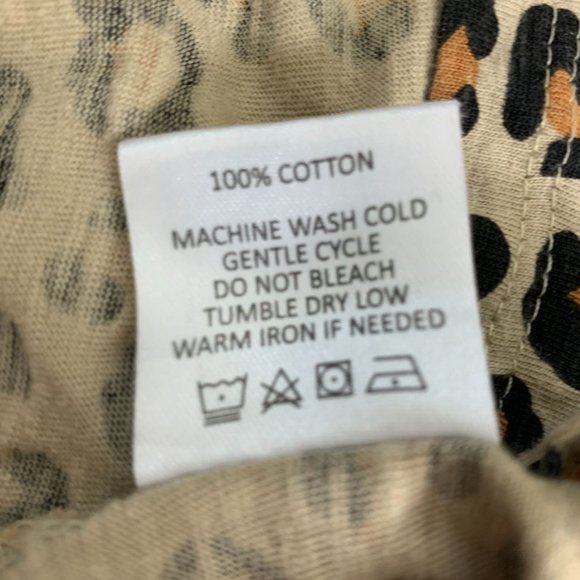 100% COTTON
MACHINE WASH COLD
GENTLE CYCLE
DO NOT BLEACH
TUMBLE DRY LOW
WARM IRON IF NEEDED